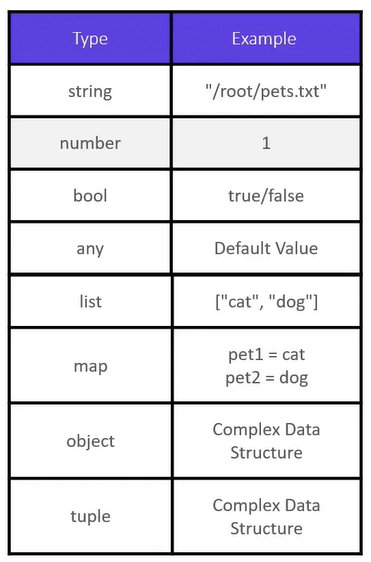 Type Example
string "/root/pets.txt"
number 1
bool true/false
any Default Value
list ["cat", "dog"]
map pet1 = cat
pet2 = dog
object Complex Data
Structure
tuple Complex Data
Structure